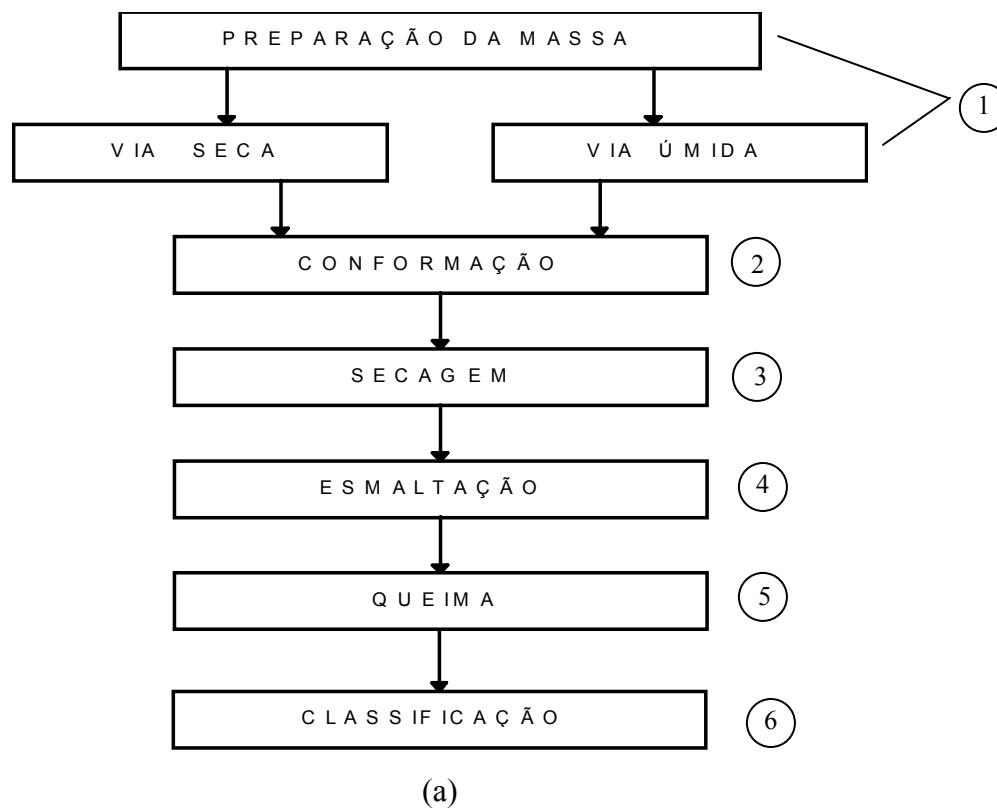 PREPARAÇÃO DA MASSA
1
VIA SECA
VIA ÚMIDA
CONFORMAÇÃO
2
SECAGEM
3
ESMALTAÇÃO
4
QUEIMA
5
CLASSIFICAÇÃO
6
(a)